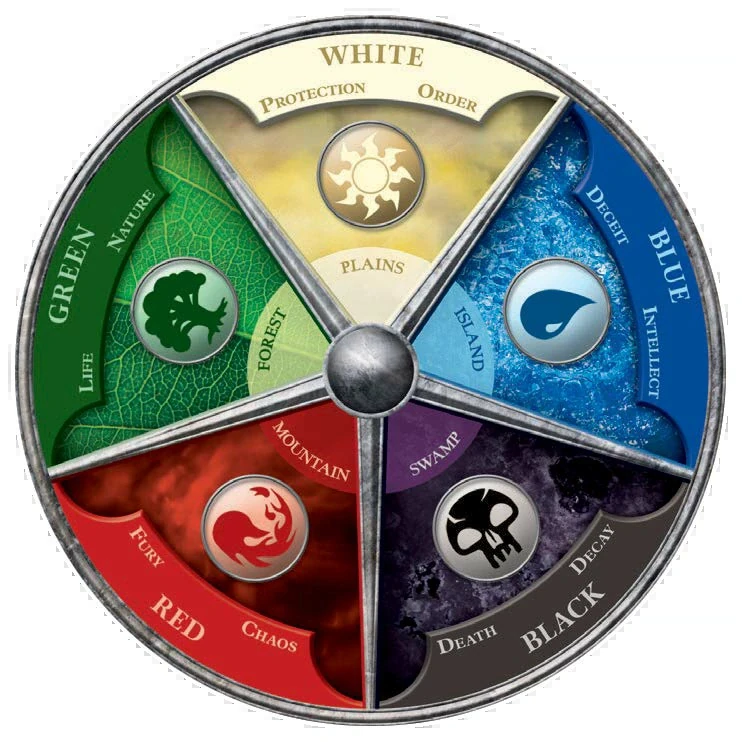 WHITE
PROTECTION
ORDER
PLAINS
BLUE
DECEIT
INTELLECT
ISLAND
BLACK
DECAY
DEATH
SWAMP
RED
FURY
CHAOS
MOUNTAIN
GREEN
NATURE
LIFE
FOREST